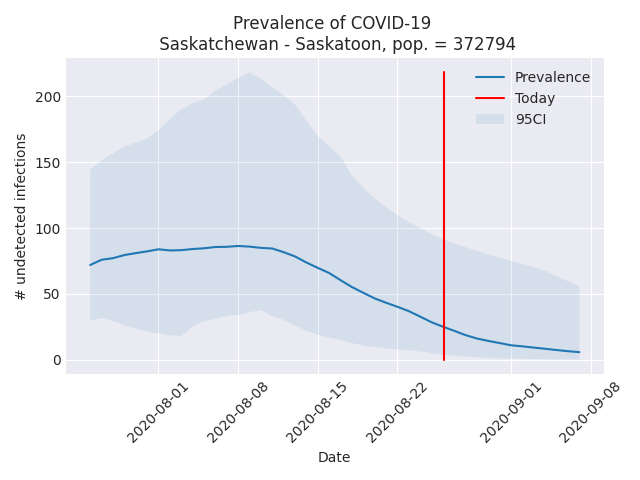 Prevalence of COVID-19
Saskatchewan - Saskatoon, pop. = 372794
Prevalence
Today
95CI
# undetected infections
200
150
100
50
0
2020-08-01
2020-08-08
2020-08-15
2020-08-22
2020-09-01
2020-09-08
Date